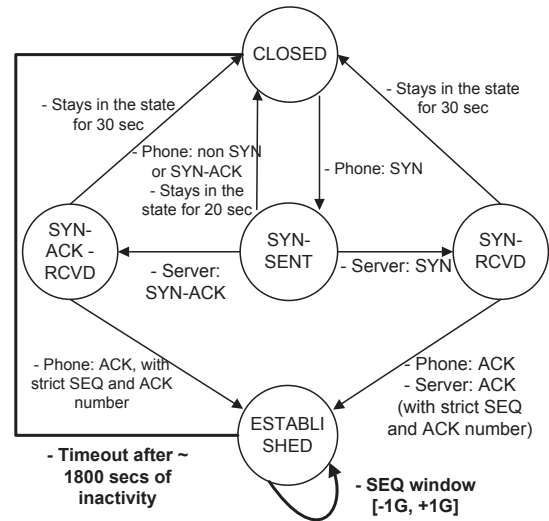 CLOSED
- Stays in the state
for 30 sec
- Phone: non SYN
or SYN-ACK
- Stays in the
state for 20 sec
- Phone: SYN
- Stays in the state
for 30 sec
SYN-
ACK -
RCVD
SYN-
SENT
SYN-
RCVD
- Server:
SYN-ACK
- Server: SYN
- Phone: ACK, with
strict SEQ and ACK
number
- Phone: ACK
- Server: ACK
(with strict SEQ
and ACK number)
ESTABLI
SHED
- Timeout after ~
1800 secs of
inactivity
- SEQ window
[-1G, +1G]